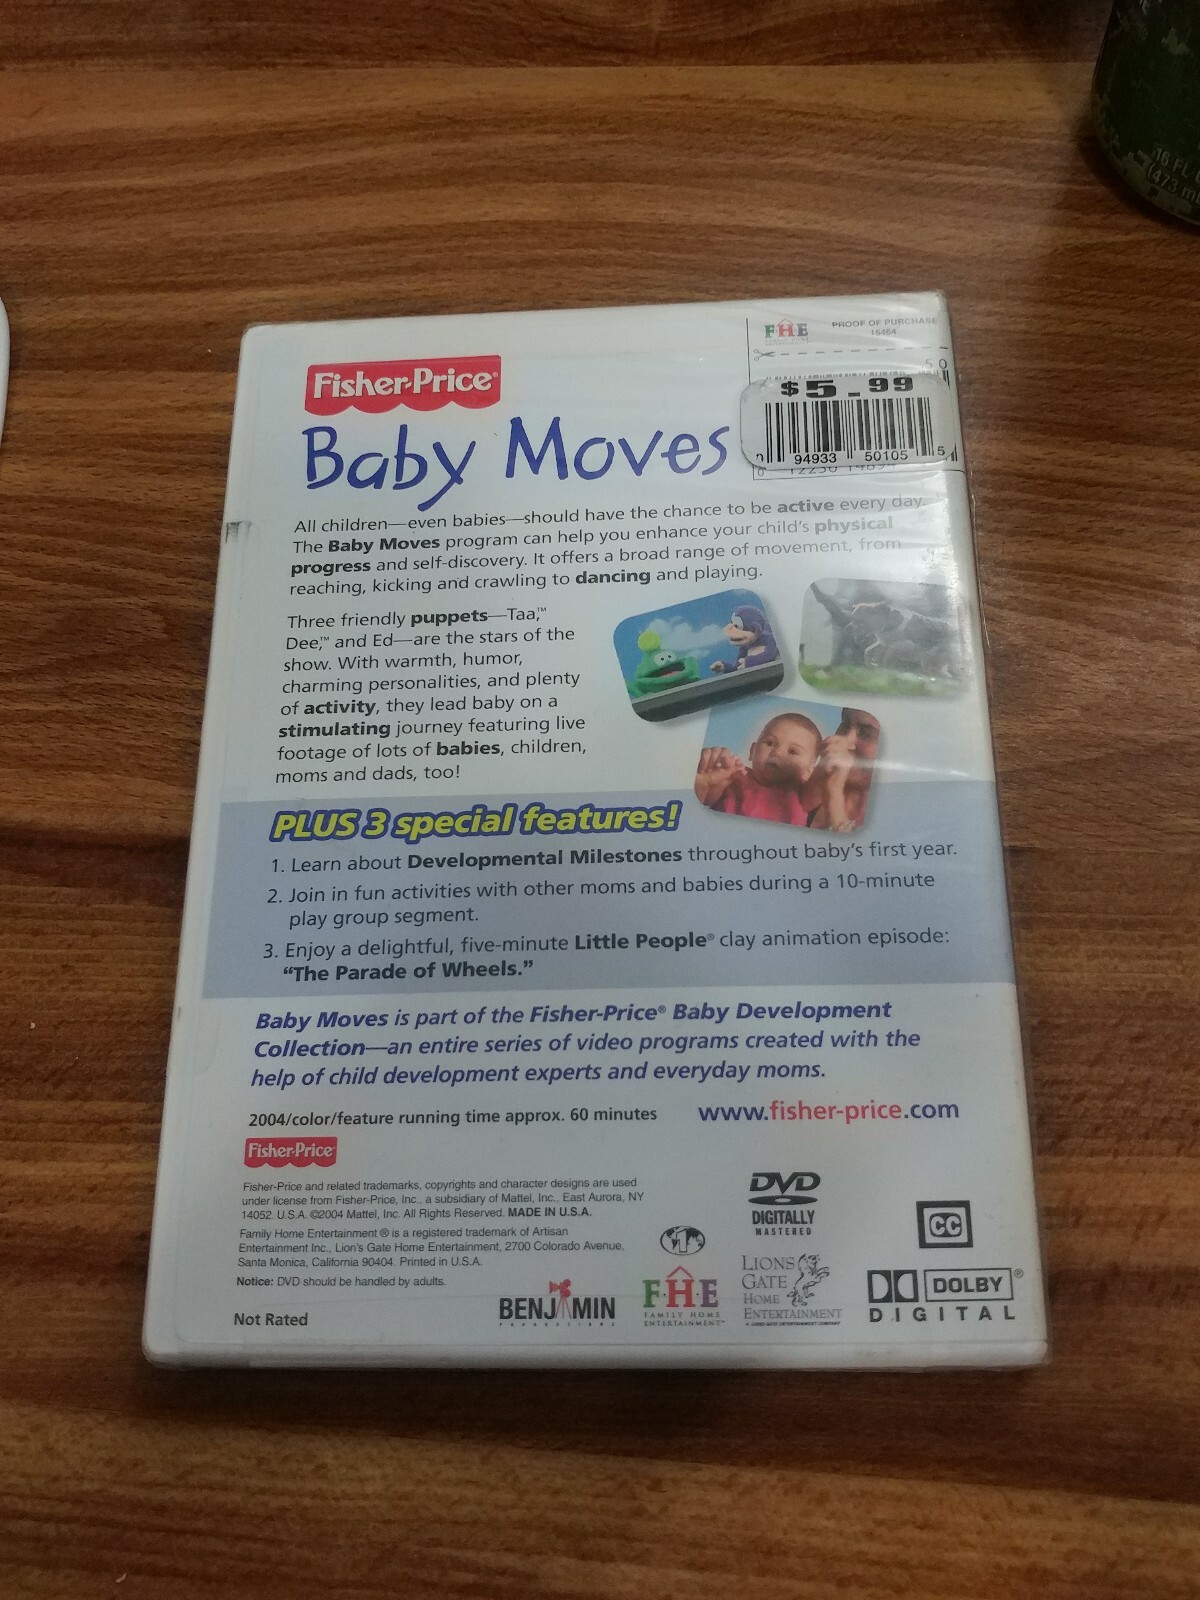 16 FL
(473 m
FHE
PROOF OF PURCHASE
15464
$5.99
94933 50105 5
Fisher-Price®
Baby Moves
All children—even babies—should have the chance to be active every day.
The Baby Moves program can help you enhance your child's physical
progress and self-discovery. It offers a broad range of movement, from
reaching, kicking and crawling to dancing and playing.
Three friendly puppets—Taa,™
Dee,™ and Ed—are the stars of the
show. With warmth, humor,
charming personalities, and plenty
of activity, they lead baby on a
stimulating journey featuring live
footage of lots of babies, children,
moms and dads, too!
PLUS 3 special features!
1. Learn about Developmental Milestones throughout baby's first year.
2. Join in fun activities with other moms and babies during a 10-minute
play group segment.
3. Enjoy a delightful, five-minute Little People® clay animation episode:
“The Parade of Wheels.”
Baby Moves is part of the Fisher-Price® Baby Development
Collection—an entire series of video programs created with the
help of child development experts and everyday moms.
2004/color/feature running time approx. 60 minutes
www.fisher-price.com
Fisher-Price
Fisher-Price and related trademarks, copyrights and character designs are used
under license from Fisher-Price, Inc., a subsidiary of Mattel, Inc., East Aurora, NY
14052. U.S.A. ©2004 Mattel, Inc. All Rights Reserved. MADE IN U.S.A.
Family Home Entertainment ® is a registered trademark of Artisan
Entertainment Inc., Lion's Gate Home Entertainment, 2700 Colorado Avenue,
Santa Monica, California 90404. Printed in U.S.A.
Notice: DVD should be handled by adults.
Not Rated
BENJAMIN
PRODUCTIONS
1
FHE
FAMILY HOME
ENTERTAINMENT™
DVD
DIGITALLY
MASTERED
LIONS
GATE
HOME
ENTERTAINMENT
CC
DOLBY®
DIGITAL